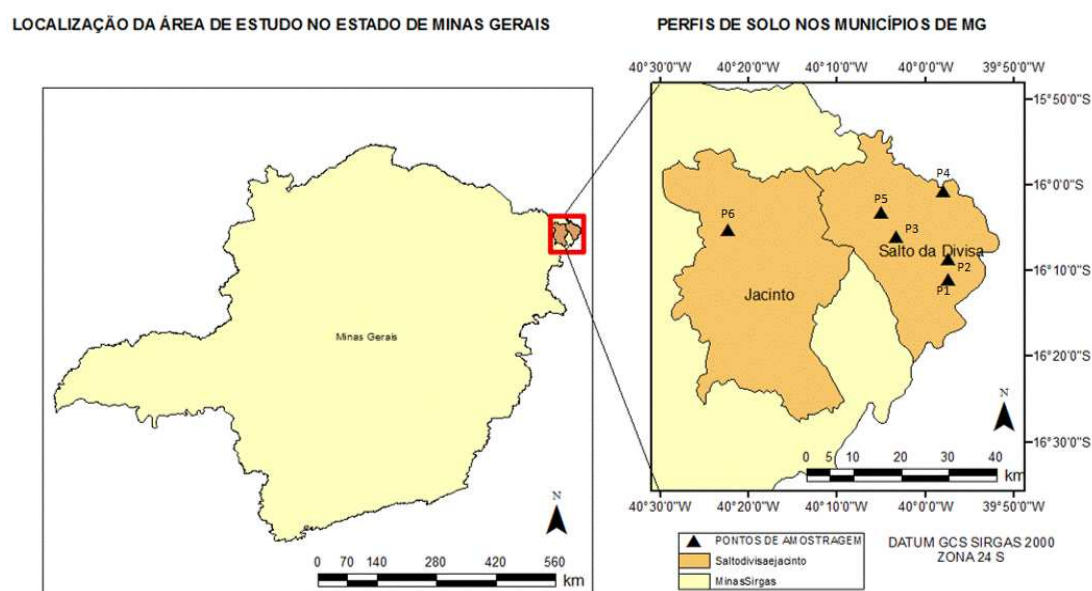 LOCALIZAÇÃO DA ÁREA DE ESTUDO NO ESTADO DE MINAS GERAIS
Minas Gerais
N
0 70 140 280 420 560
km
PERFIS DE SOLO NOS MUNICÍPIOS DE MG
40°30'0"W 40°20'0"W 40°10'0"W 40°0'0"W 39°50'0"W
15°50'0"S
16°0'0"S
16°10'0"S
16°20'0"S
16°30'0"S
P4
P5
P6
P3
Salto da Divisa
P2
P1
Jacinto
N
0 5 10 20 30 40
km
40°30'0"W 40°20'0"W 40°10'0"W 40°0'0"W 39°50'0"W
PONTOS DE AMOSTRAGEM
Saltodivisaejacinto
MinasSirgas
DATUM GCS SIRGAS 2000
ZONA 24 S